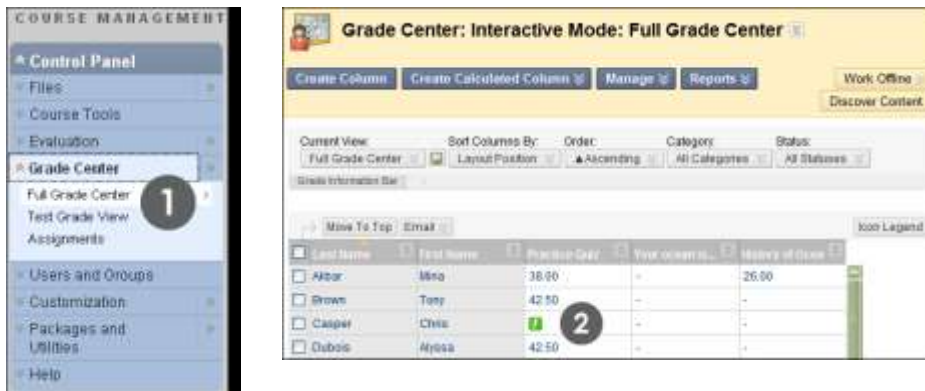 COURSE MANAGEMENT
Control Panel
Files
Course Tools
Evaluation
Grade Center
Full Grade Center
Test Grade View
Assignments
1
Users and Groups
Customization
Packages and
Utilities
Help
Grade Center: Interactive Mode: Full Grade Center
Create Column Create Calculated Column Manage Reports Work Offline
Discover Content
Current View: Sort Columns By: Order: Category: Status:
Full Grade Center Layout Position ▲Ascending All Categories All Statuses
Grade Information Bar
Move To Top Email Icon Legend
Last Name First Name Practice Quiz Your ocean is...
Akbar Mina 38.00 - 26.00
Brown Tony 42.50 - -
Casper Chris ! 2 - -
Dubois Alyssa 42.50 - -